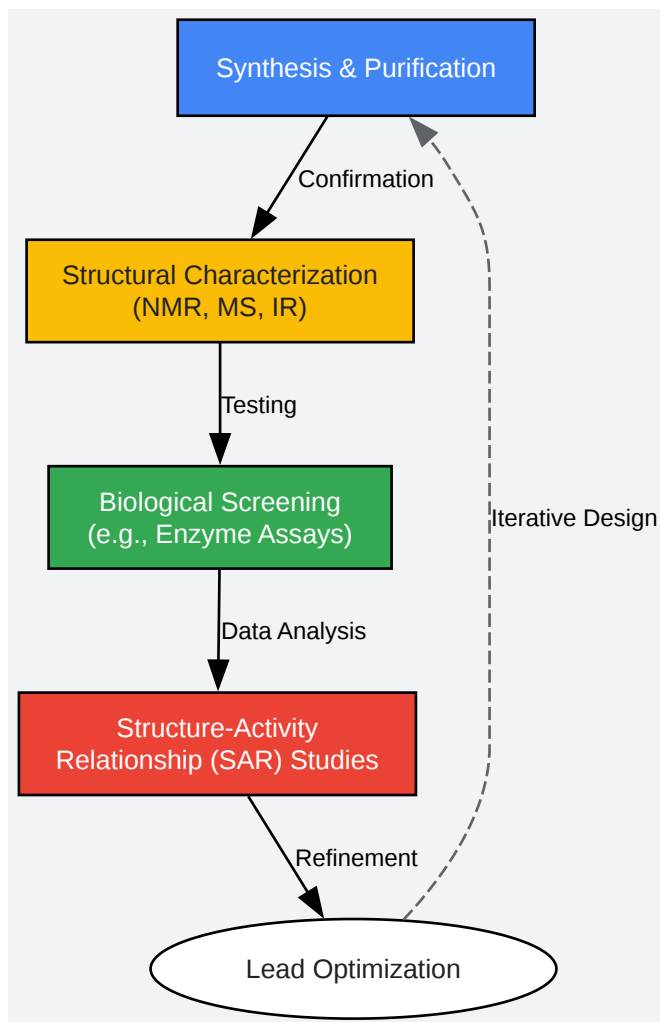 Synthesis & Purification
Confirmation
Structural Characterization
(NMR, MS, IR)
Testing
Biological Screening
(e.g., Enzyme Assays)
Iterative Design
Data Analysis
Structure-Activity
Relationship (SAR) Studies
Refinement
Lead Optimization